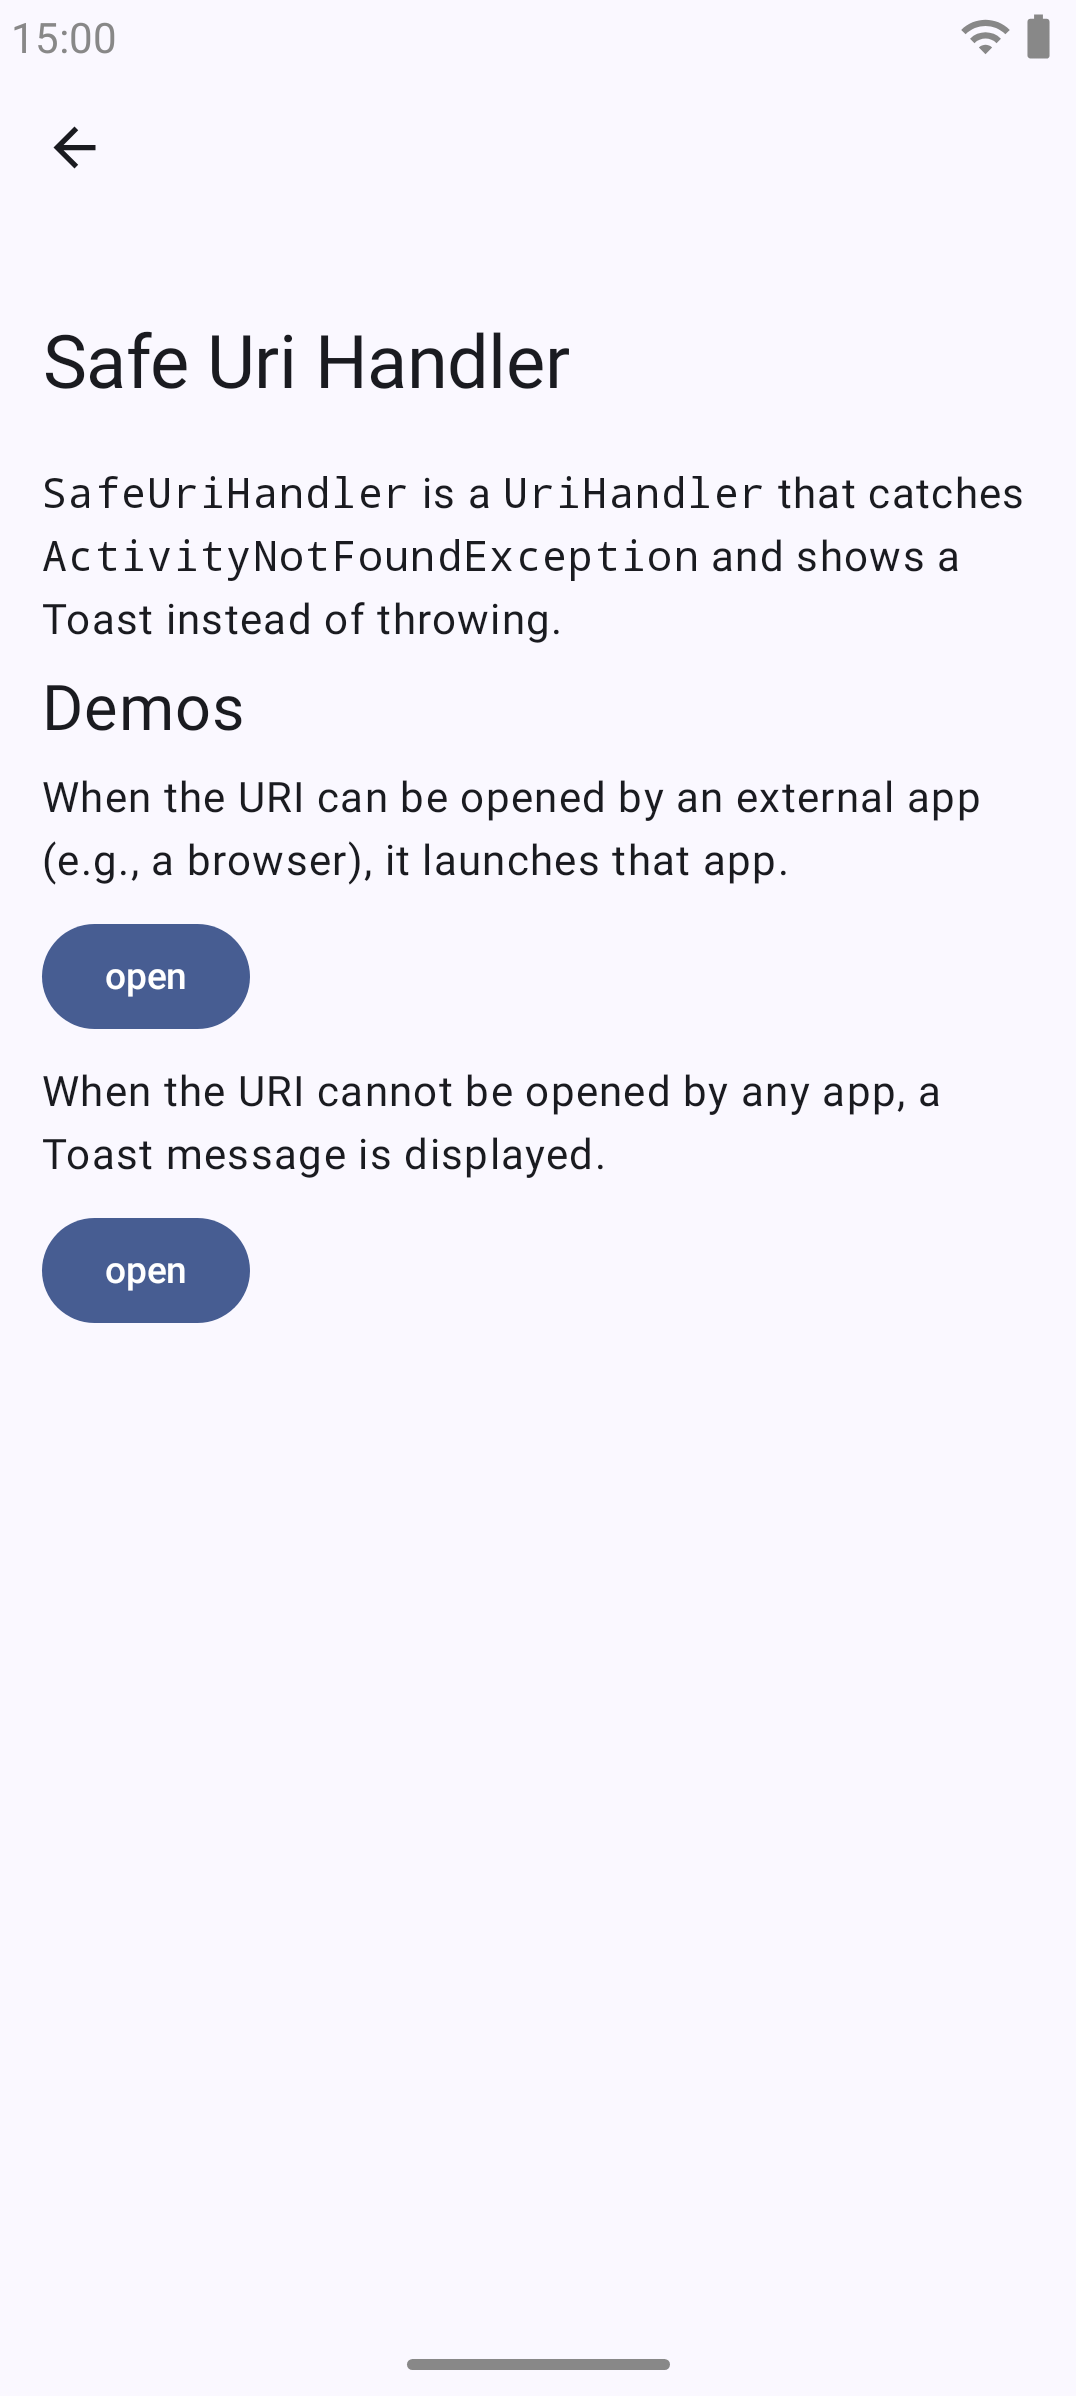 15:00
Safe Uri Handler
SafeUriHandler is a UriHandler that catches
ActivityNotFoundException and shows a
Toast instead of throwing.
Demos
When the URI can be opened by an external app
(e.g., a browser), it launches that app.
open
When the URI cannot be opened by any app, a
Toast message is displayed.
open